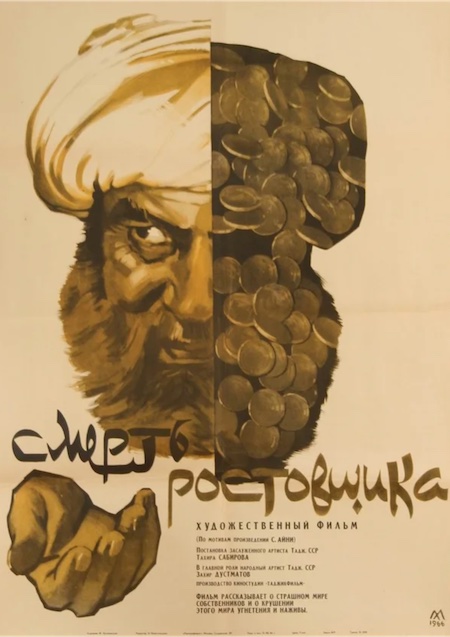 смерть
ростовщика
ХУДОЖЕСТВЕННЫЙ ФИЛЬМ
(По мотивам произведений С. АЙНИ)
Постановка заслуженного артиста Тадж. ССР
Тахира САБИРОВА
В главной роли народный артист Тадж. ССР
Закир ДУСТМАТОВ
ПРОИЗВОДСТВО КИНОСТУДИИ «ТАДЖИКФИЛЬМ»
ФИЛЬМ РАССКАЗЫВАЕТ О СТРАШНОМ МИРЕ
СОБСТВЕННИКОВ И О КРУШЕНИИ
ЭТОГО МИРА УГНЕТЕНИЯ И НАЖИВЫ.
1966